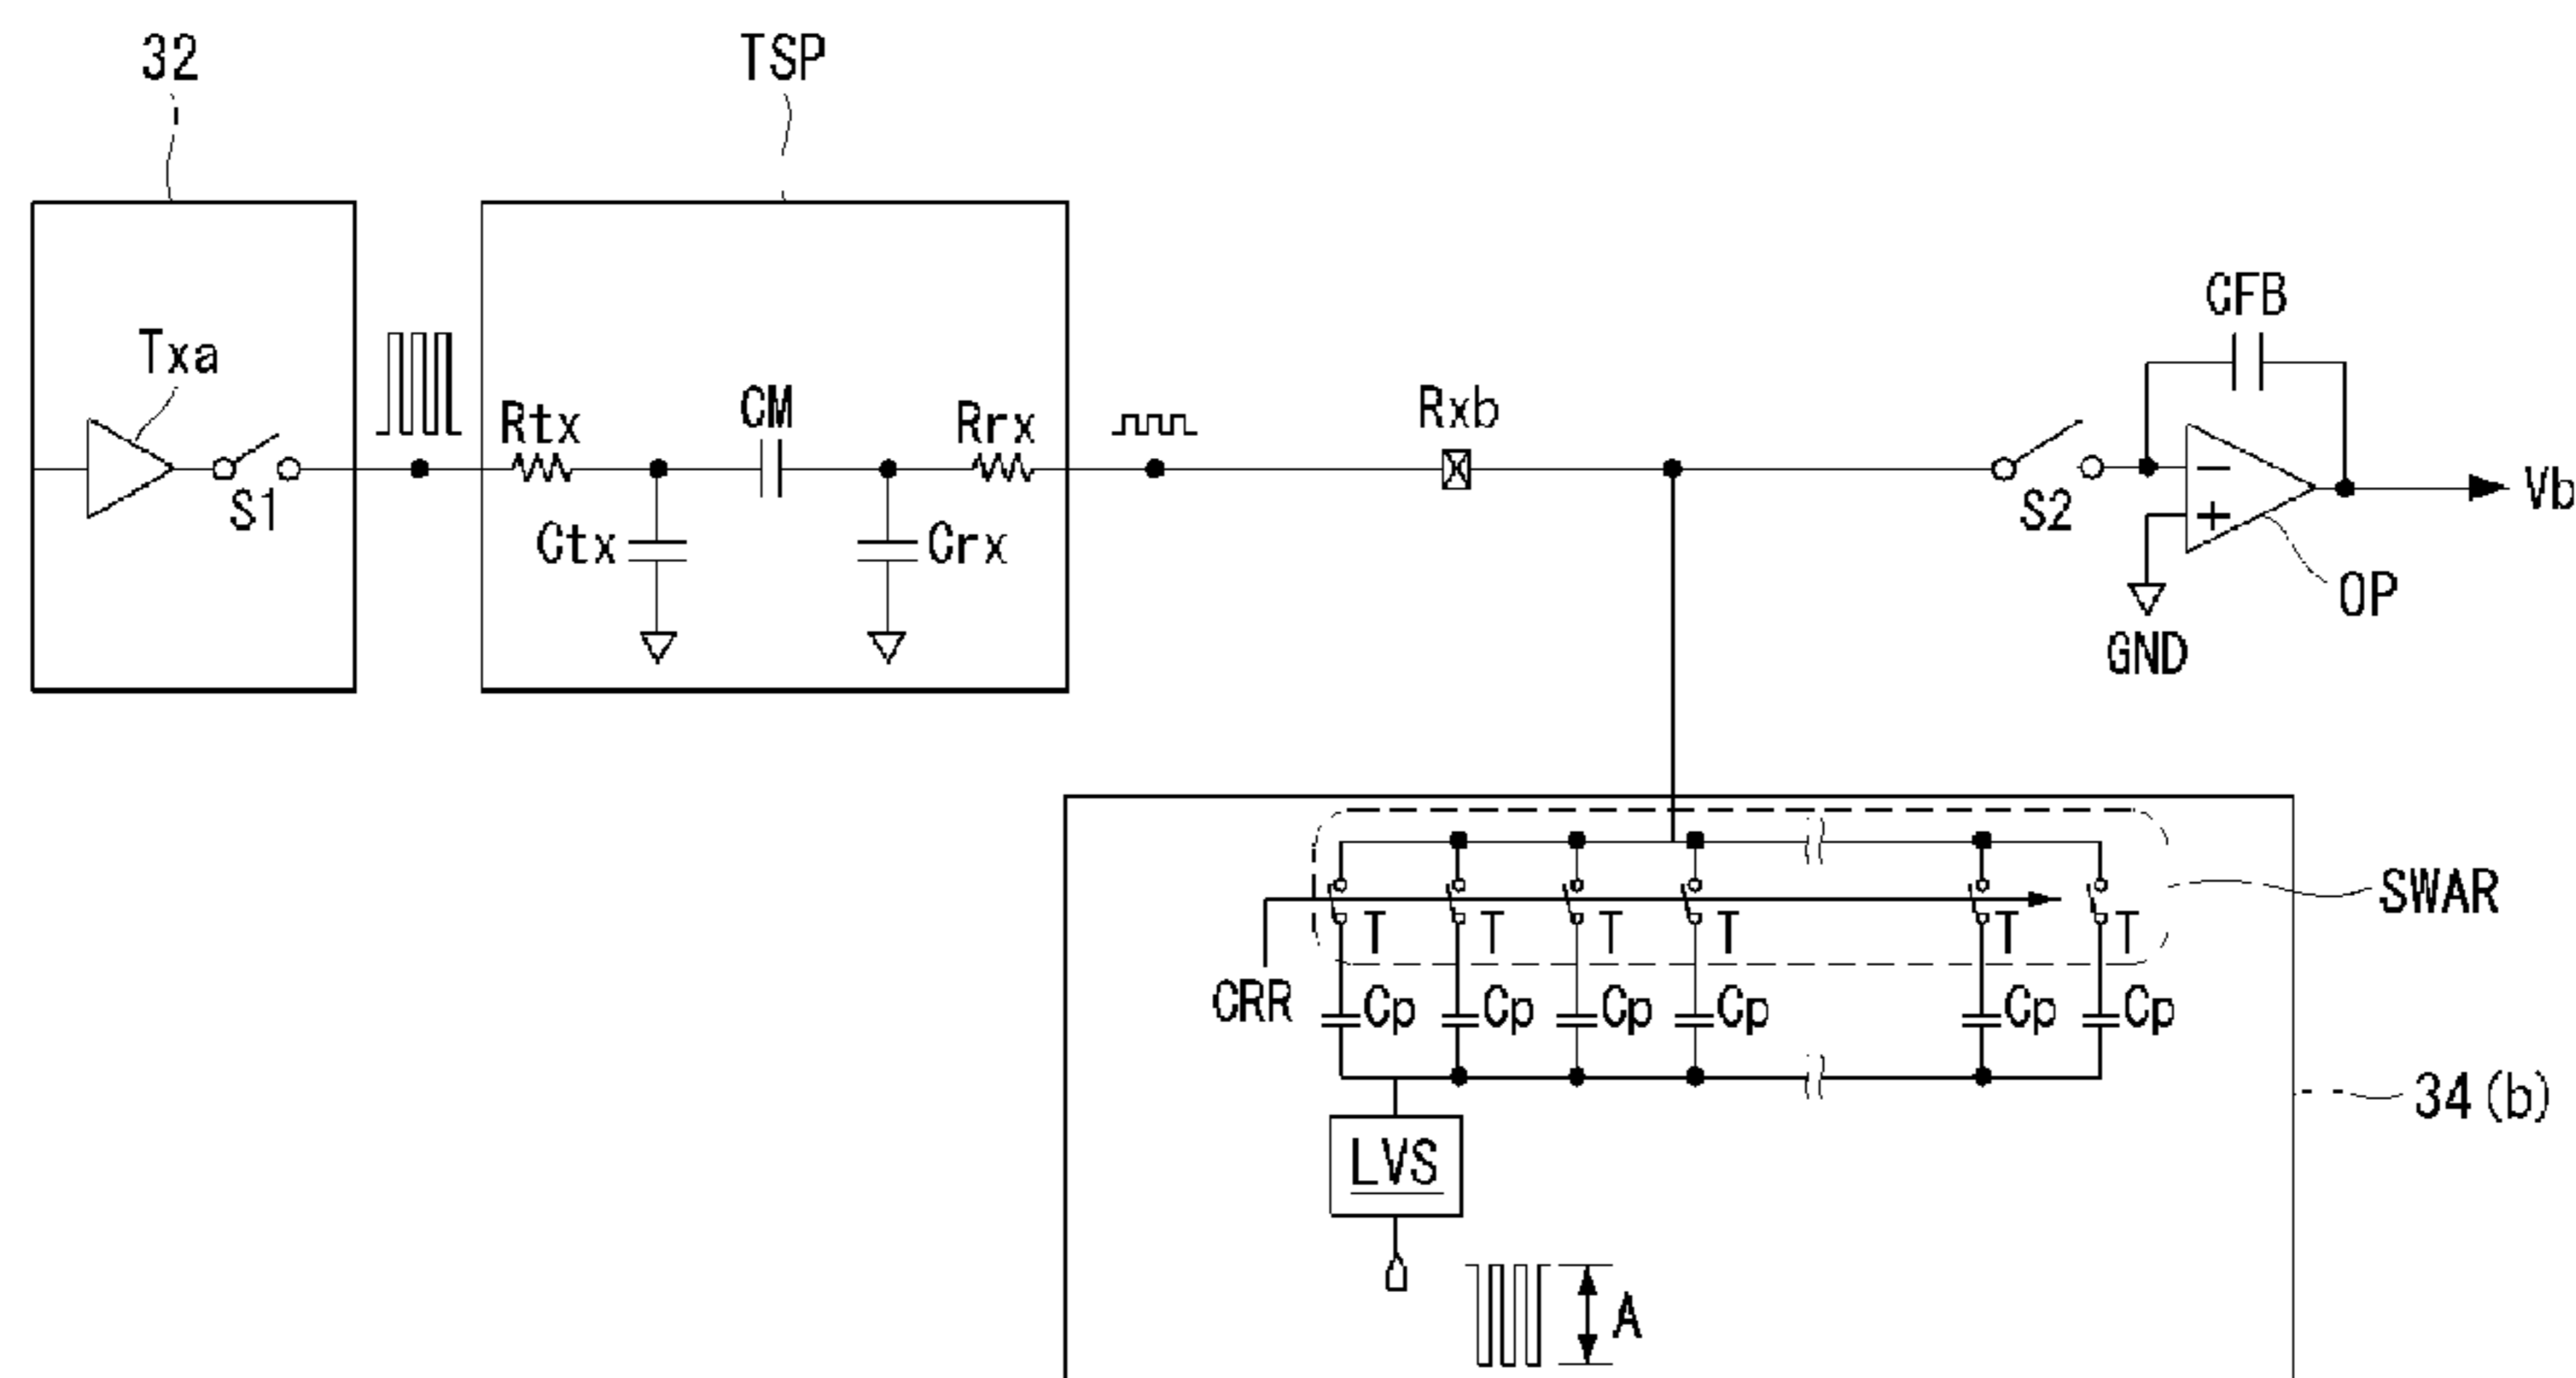 32
TSP
Txa
S1
Rtx
CM
Rrx
Ctx
Crx
Rxb
CFB
S2
−
+
Vb
OP
GND
SWAR
T T T T T T
CRR
Cp Cp Cp Cp Cp Cp
34(b)
LVS
A